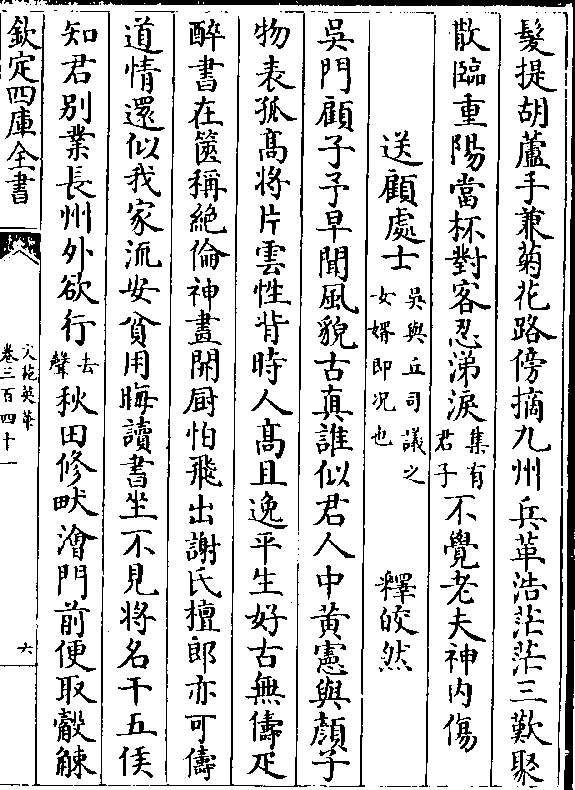 髮提胡蘆手兼菊花路傍摘九州兵革浩茫茫三歎聚
散臨重陽當杯對客忍涕淚集有君子不覺老夫神内傷
送顧處士吳興丘司議之女婿即况也 釋皎然
吳門顧子予早聞風貌古真誰似君人中黄憲與顔子
物表孤髙將片雲性背時人髙且逸平生好古無儔疋
醉書在篋稱絶倫神畫開厨怕飛出謝氏檀郎亦可儔
道情還似我家流安貧用晦讀書坐不見將名干五侯
知君别業長州外欲行去聲秋田修畎澮門前便取觳觫
欽定四庫全書
文苑英華
卷三百四十一
六